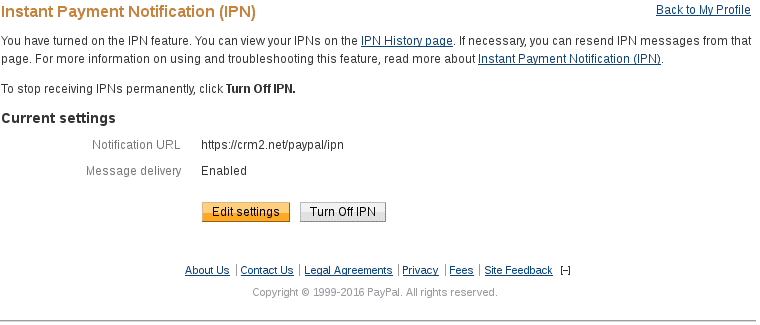 Instant Payment Notification (IPN)
Back to My Profile
You have turned on the IPN feature. You can view your IPNs on the IPN History page. If necessary, you can resend IPN messages from that
page. For more information on using and troubleshooting this feature, read more about Instant Payment Notification (IPN).
To stop receiving IPNs permanently, click Turn Off IPN.
Current settings
Notification URL https://crm2.net/paypal/ipn
Message delivery Enabled
Edit settings Turn Off IPN
About Us | Contact Us | Legal Agreements | Privacy | Fees | Site Feedback [-]
Copyright © 1999-2016 PayPal. All rights reserved.